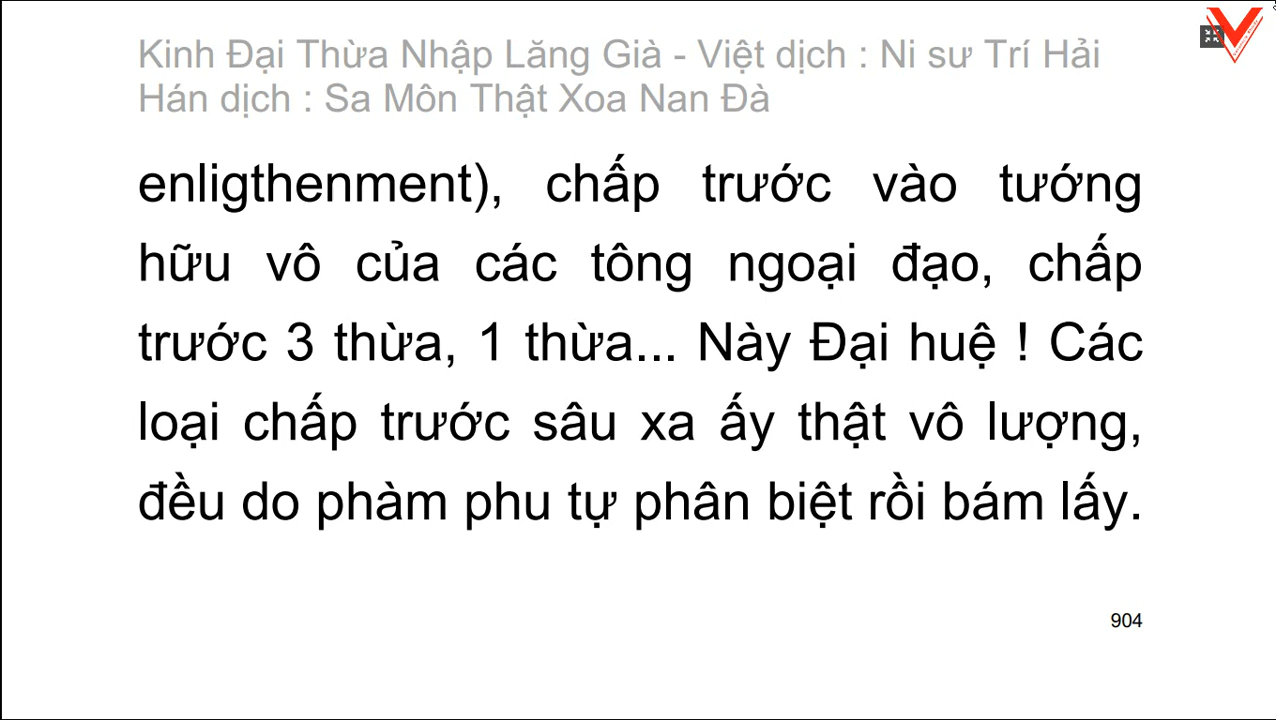 Kinh Đại Thừa Nhập Lăng Già - Việt dịch : Ni sư Trí Hải
Hán dịch : Sa Môn Thật Xoa Nan Đà
enligthenment), chấp trước vào tướng
hữu vô của các tông ngoại đạo, chấp
trước 3 thừa, 1 thừa... Này Đại huệ ! Các
loại chấp trước sâu xa ấy thật vô lượng,
đều do phàm phu tự phân biệt rồi bám lấy.
904